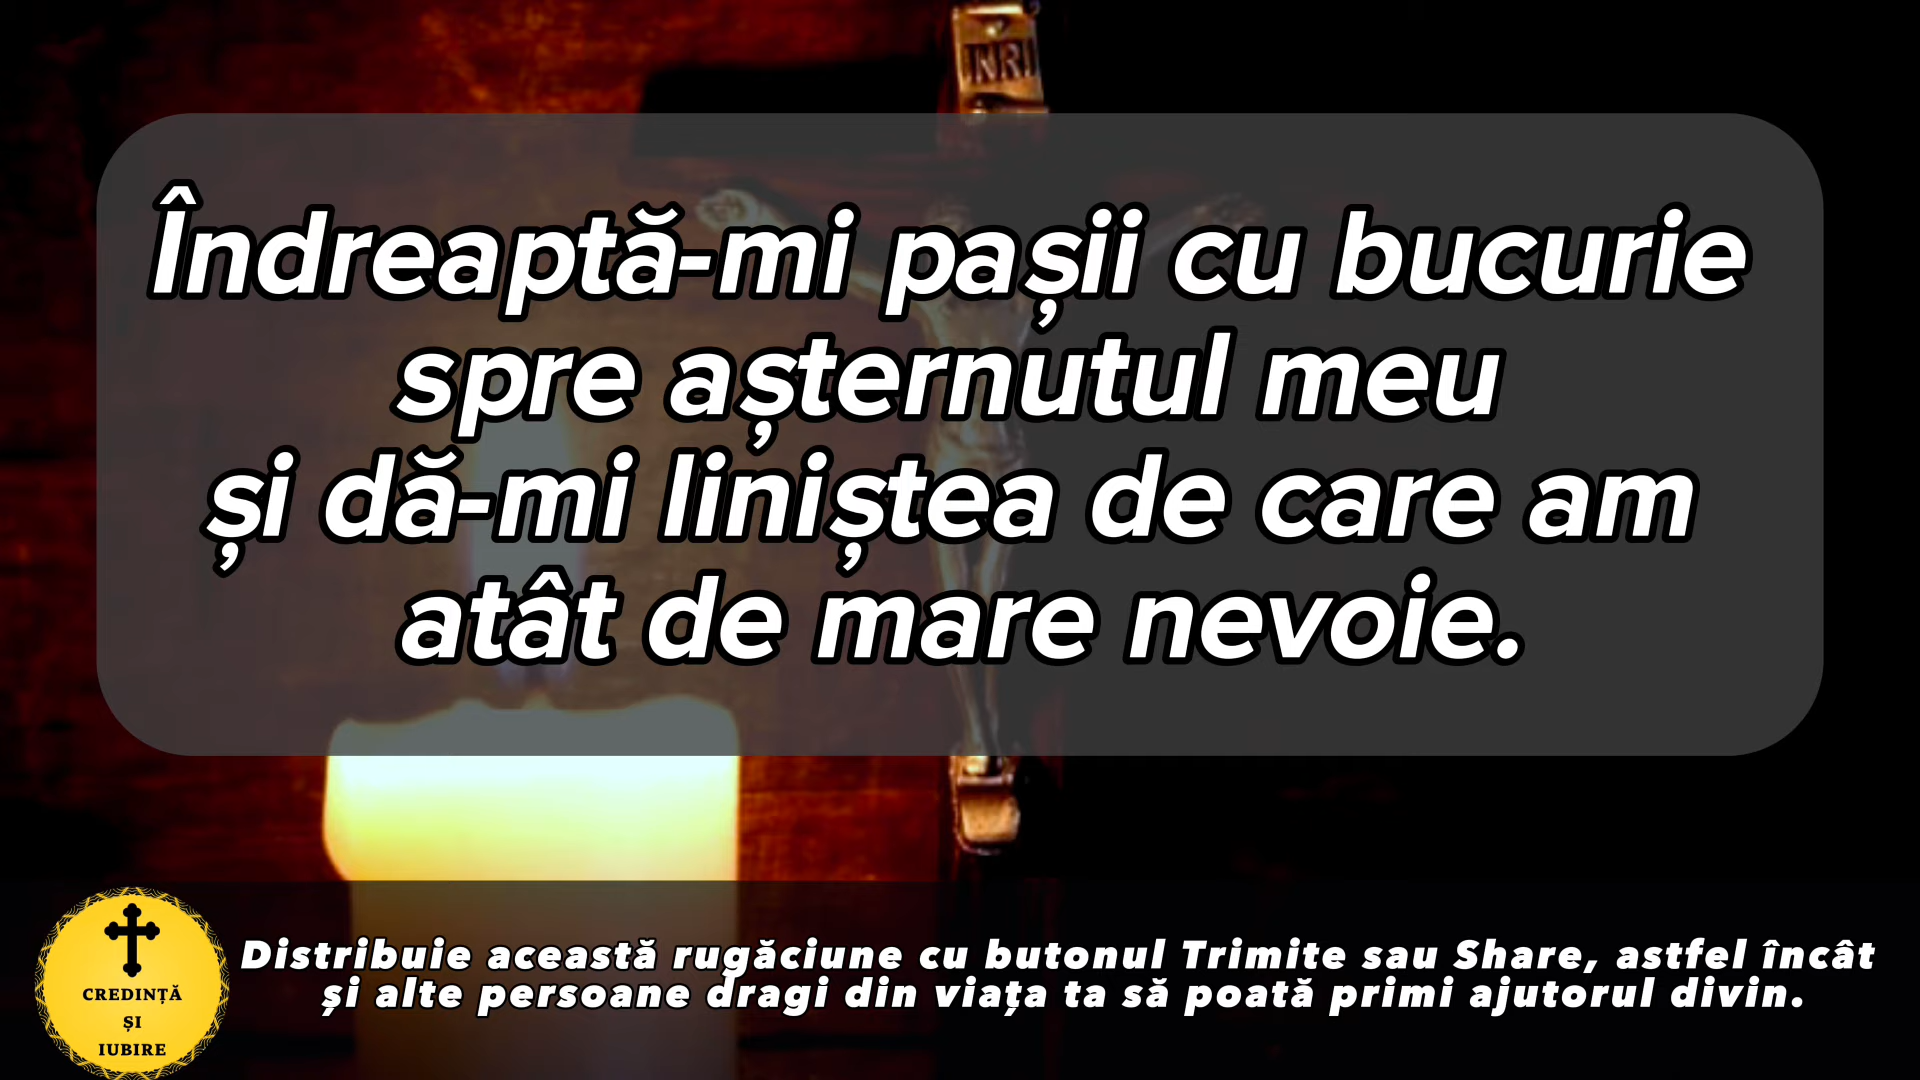 INRI
Îndreaptă-mi pașii cu bucurie
spre așternutul meu
și dă-mi liniștea de care am
atât de mare nevoie.
Distribuie această rugăciune cu butonul Trimite sau Share, astfel încât
și alte persoane dragi din viața ta să poată primi ajutorul divin.
CREDINȚĂ
ȘI
IUBIRE